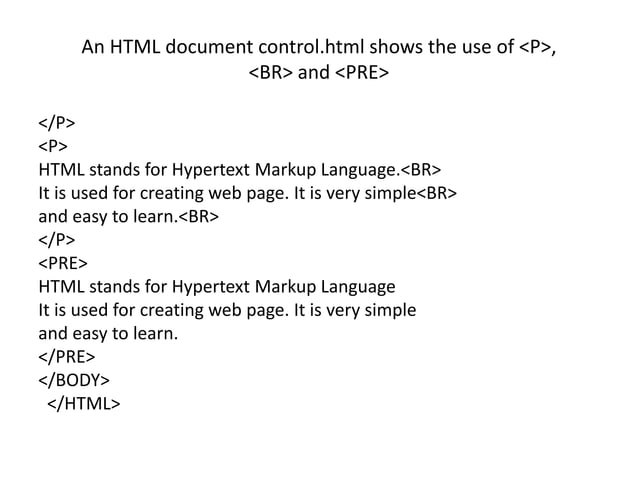 An HTML document control.html shows the use of <P>,
<BR> and <PRE>
</P>
<P>
HTML stands for Hypertext Markup Language.<BR>
It is used for creating web page. It is very simple<BR>
and easy to learn.<BR>
</P>
<PRE>
HTML stands for Hypertext Markup Language
It is used for creating web page. It is very simple
and easy to learn.
</PRE>
</BODY>
</HTML>